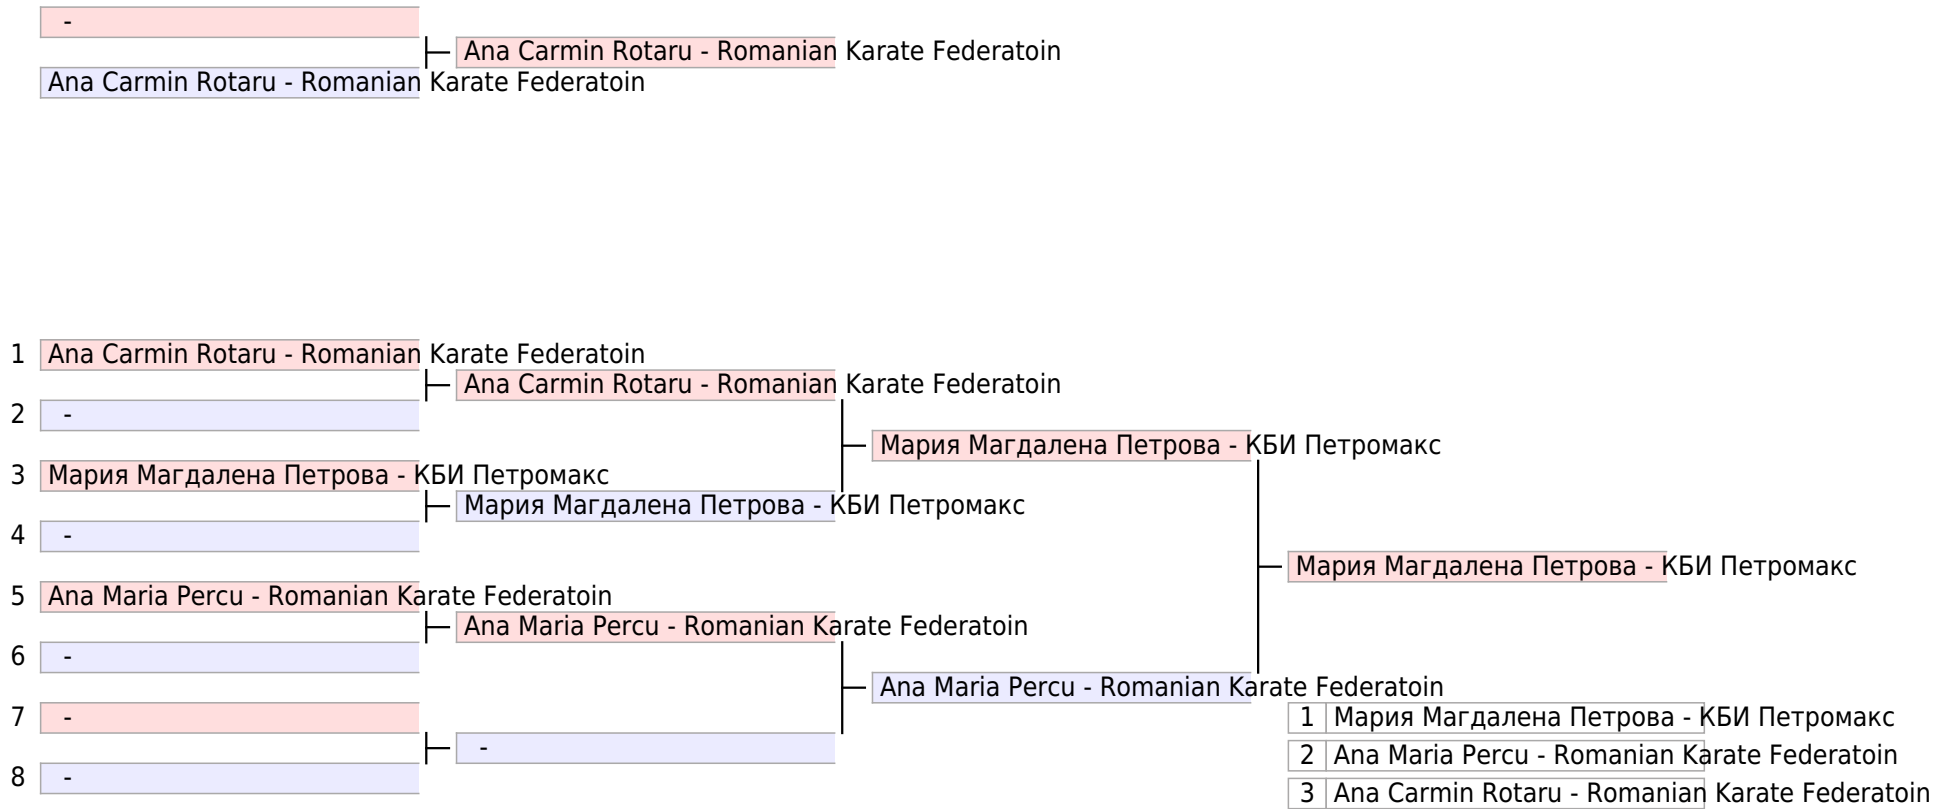 -
Ana Carmin Rotaru - Romanian Karate Federatoin
Ana Carmin Rotaru - Romanian Karate Federatoin
1 Ana Carmin Rotaru - Romanian Karate Federatoin
Ana Carmin Rotaru - Romanian Karate Federatoin
2 -
Мария Магдалена Петрова - КБИ Петромакс
3 Мария Магдалена Петрова - КБИ Петромакс
Мария Магдалена Петрова - КБИ Петромакс
4 -
Мария Магдалена Петрова - КБИ Петромакс
5 Ana Maria Percu - Romanian Karate Federatoin
Ana Maria Percu - Romanian Karate Federatoin
6 -
Ana Maria Percu - Romanian Karate Federatoin
7 -
1 Мария Магдалена Петрова - КБИ Петромакс
-
2 Ana Maria Percu - Romanian Karate Federatoin
8 -
3 Ana Carmin Rotaru - Romanian Karate Federatoin